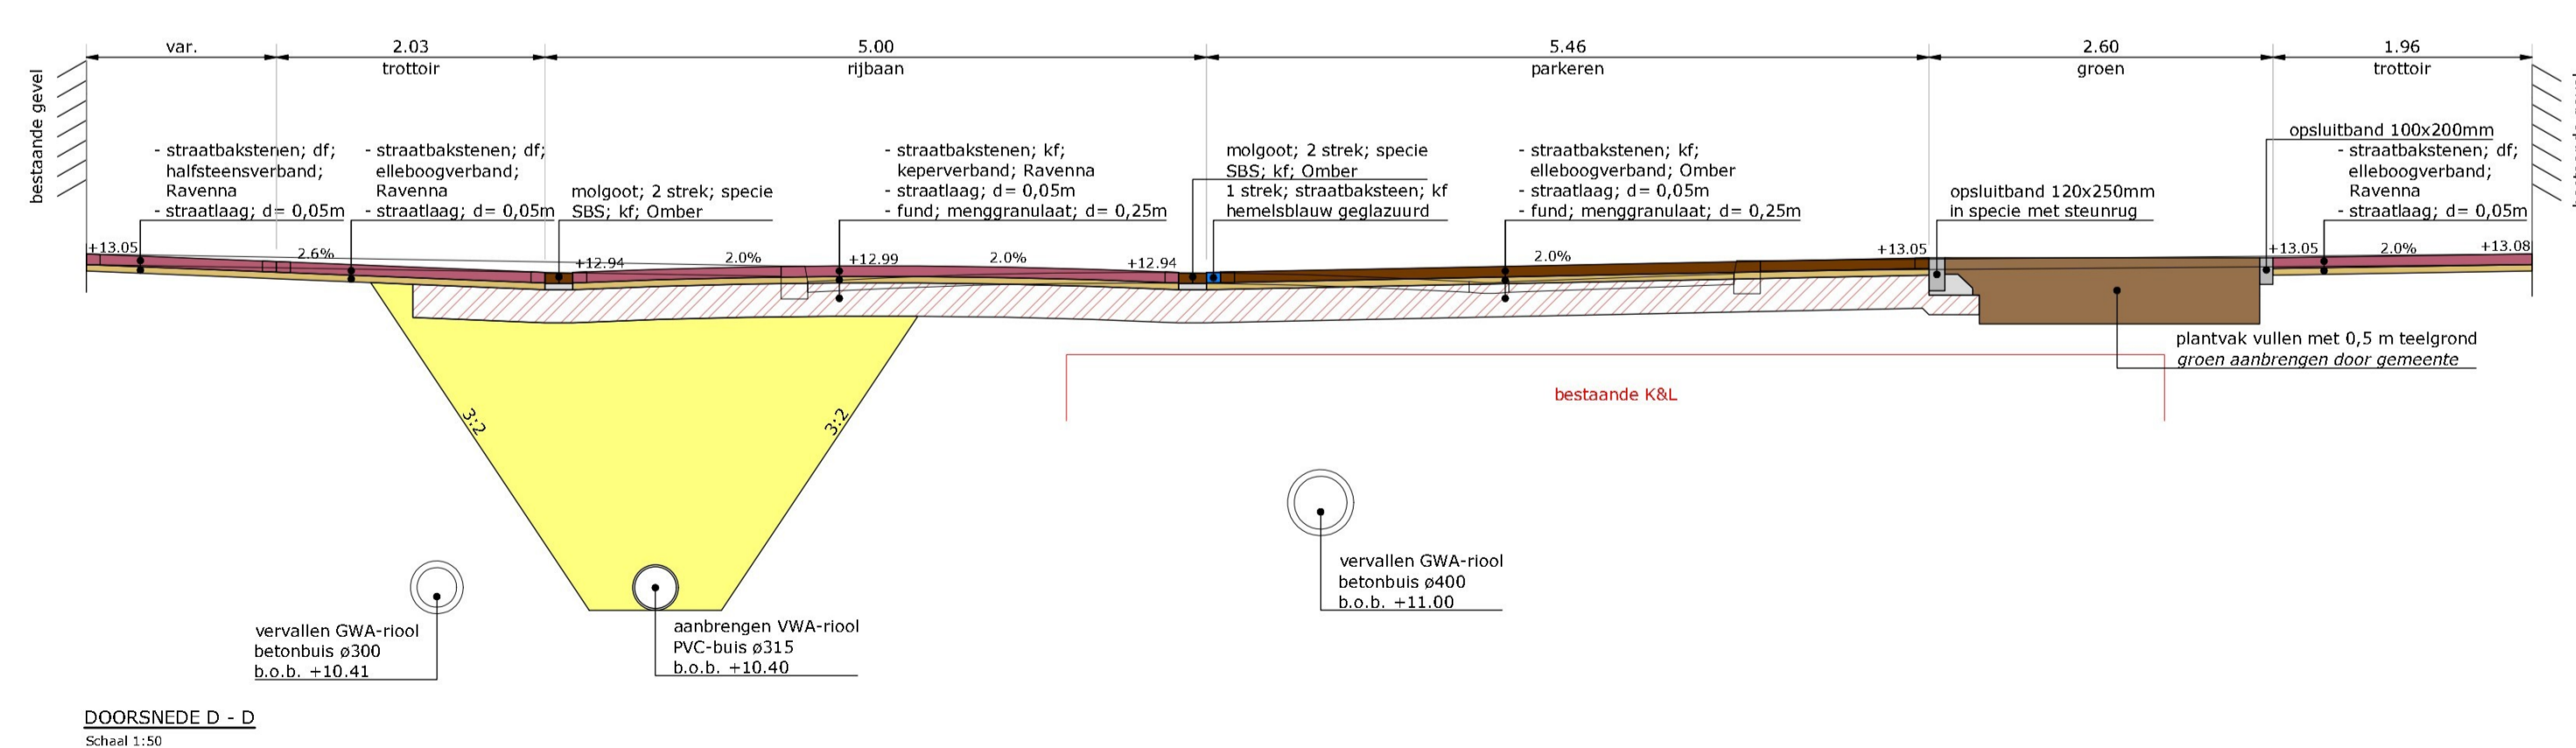 var.
2.03
5.00
5.46
2.60
1.96
trottoir
rijbaan
parkeren
groen
trottoir
bestaande gevel
- straatbakstenen; df;
halfsteensverband;
Ravenna
- straatlaag; d= 0,05m
- straatbakstenen; df;
elleboogverband;
Ravenna
- straatlaag; d= 0,05m
molgoot; 2 strek; specie
SBS; kf; Omber
- straatbakstenen; kf;
keperverband; Ravenna
- straatlaag; d= 0,05m
- fund; menggranulaat; d= 0,25m
molgoot; 2 strek; specie
SBS; kf; Omber
1 strek; straatbaksteen; kf
hemelsblauw geglazuurd
- straatbakstenen; kf;
elleboogverband; Omber
- straatlaag; d= 0,05m
- fund; menggranulaat; d= 0,25m
opsluitband 120x250mm
in specie met steunrug
opsluitband 100x200mm
- straatbakstenen; df;
elleboogverband;
Ravenna
- straatlaag; d= 0,05m
+13.05
2.6%
+12.94
2.0%
+12.99
2.0%
+12.94
2.0%
+13.05
+13.05
2.0%
+13.08
plantvak vullen met 0,5 m teelgrond
groen aanbrengen door gemeente
bestaande K&L
3:2
3:2
vervallen GWA-riool
betonbuis ø400
b.o.b. +11.00
vervallen GWA-riool
betonbuis ø300
b.o.b. +10.41
aanbrengen VWA-riool
PVC-buis ø315
b.o.b. +10.40
DOORSNEDE D - D
Schaal 1:50